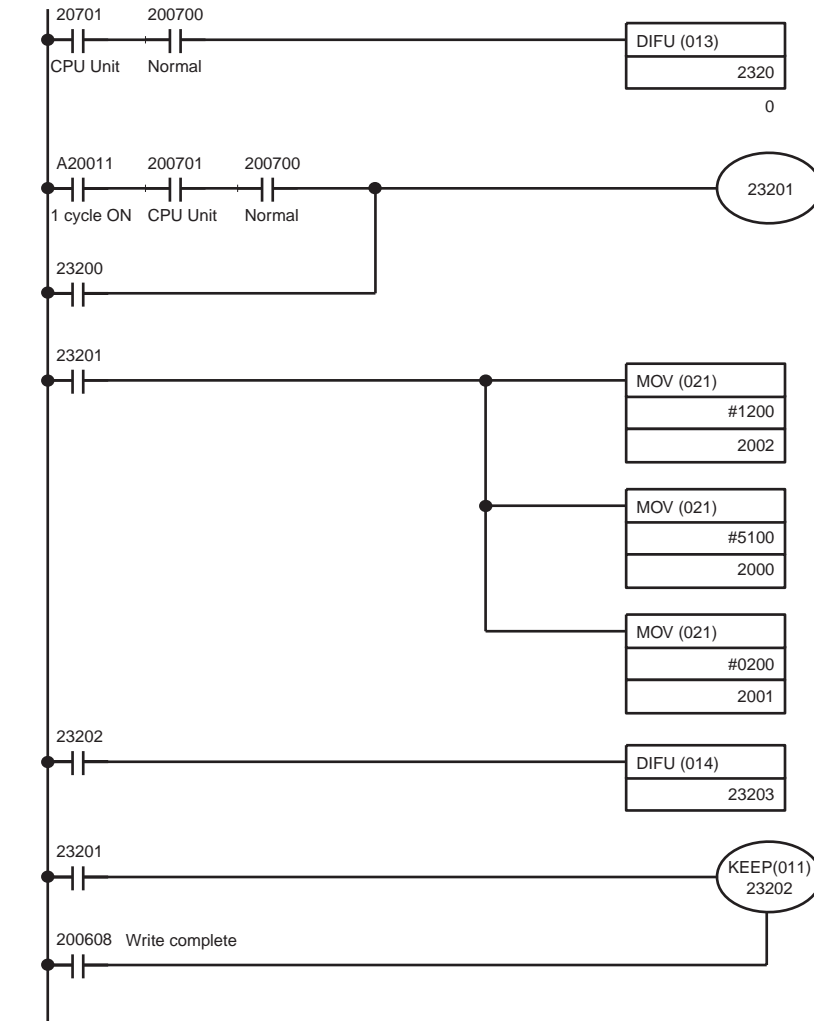 20701 200700
CPU Unit Normal
DIFU (013)
2320
0
A20011 200701 200700
1 cycle ON CPU Unit Normal
23201
23200
23201
MOV (021)
#1200
2002
MOV (021)
#5100
2000
MOV (021)
#0200
2001
23202
DIFU (014)
23203
23201
KEEP(011)
23202
200608 Write complete